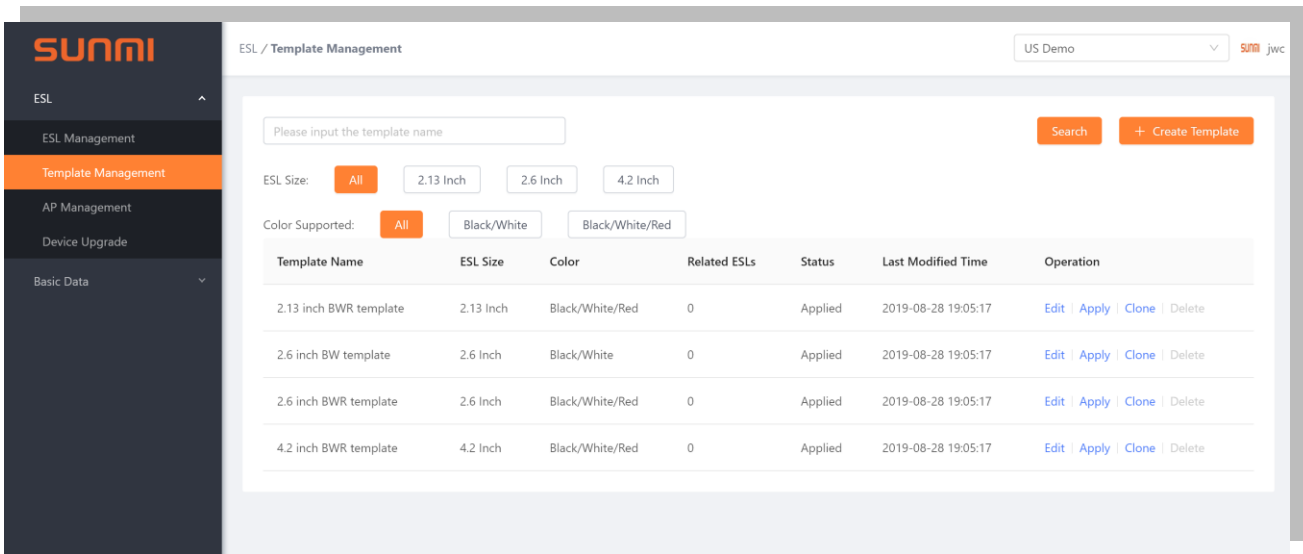 SUNMI
ESL / Template Management
US Demo
SUNMI jwc
ESL
ESL Management
Template Management
AP Management
Device Upgrade
Basic Data
Please input the template name
Search
+ Create Template
ESL Size: All 2.13 Inch 2.6 Inch 4.2 Inch
Color Supported: All Black/White Black/White/Red
Template Name ESL Size Color Related ESLs Status Last Modified Time Operation
2.13 inch BWR template 2.13 Inch Black/White/Red 0 Applied 2019-08-28 19:05:17 Edit | Apply | Clone | Delete
2.6 inch BW template 2.6 Inch Black/White 0 Applied 2019-08-28 19:05:17 Edit | Apply | Clone | Delete
2.6 inch BWR template 2.6 Inch Black/White/Red 0 Applied 2019-08-28 19:05:17 Edit | Apply | Clone | Delete
4.2 inch BWR template 4.2 Inch Black/White/Red 0 Applied 2019-08-28 19:05:17 Edit | Apply | Clone | Delete